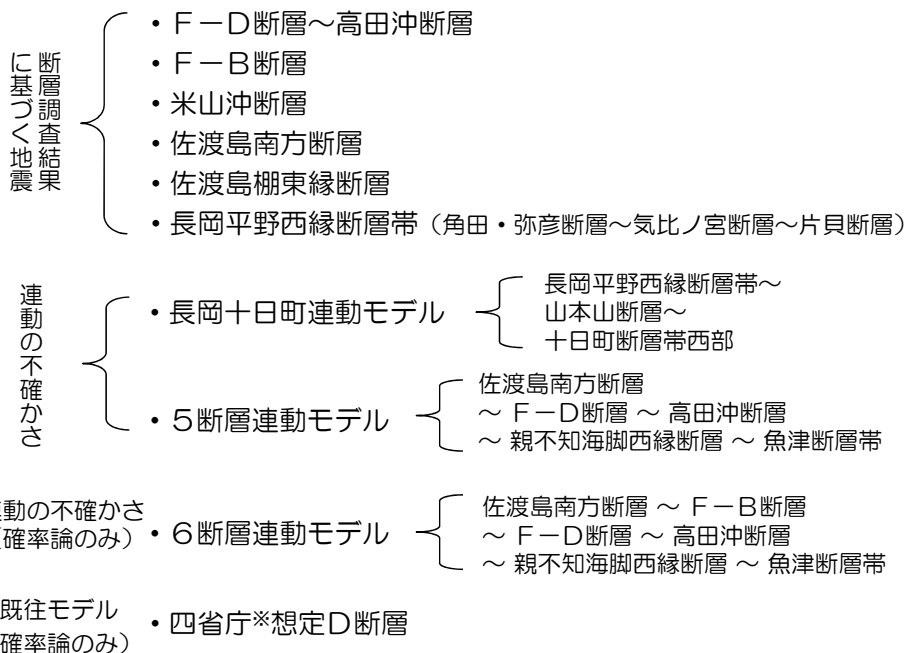 断層調査結果
に基づく地震
・Ｆ－Ｄ断層～高田沖断層
・Ｆ－Ｂ断層
・米山沖断層
・佐渡島南方断層
・佐渡島棚東縁断層
・長岡平野西縁断層帯（角田・弥彦断層～気比ノ宮断層～片貝断層）
連動の不確かさ
・長岡十日町連動モデル
長岡平野西縁断層帯～
山本山断層～
十日町断層帯西部
・５断層連動モデル
佐渡島南方断層
～ Ｆ－Ｄ断層 ～ 高田沖断層
～ 親不知海脚西縁断層 ～ 魚津断層帯
連動の不確かさ
（確率論のみ）
・６断層連動モデル
佐渡島南方断層 ～ Ｆ－Ｂ断層
～ Ｆ－Ｄ断層 ～ 高田沖断層
～ 親不知海脚西縁断層 ～ 魚津断層帯
既往モデル
確率論のみ）
・四省庁※想定Ｄ断層